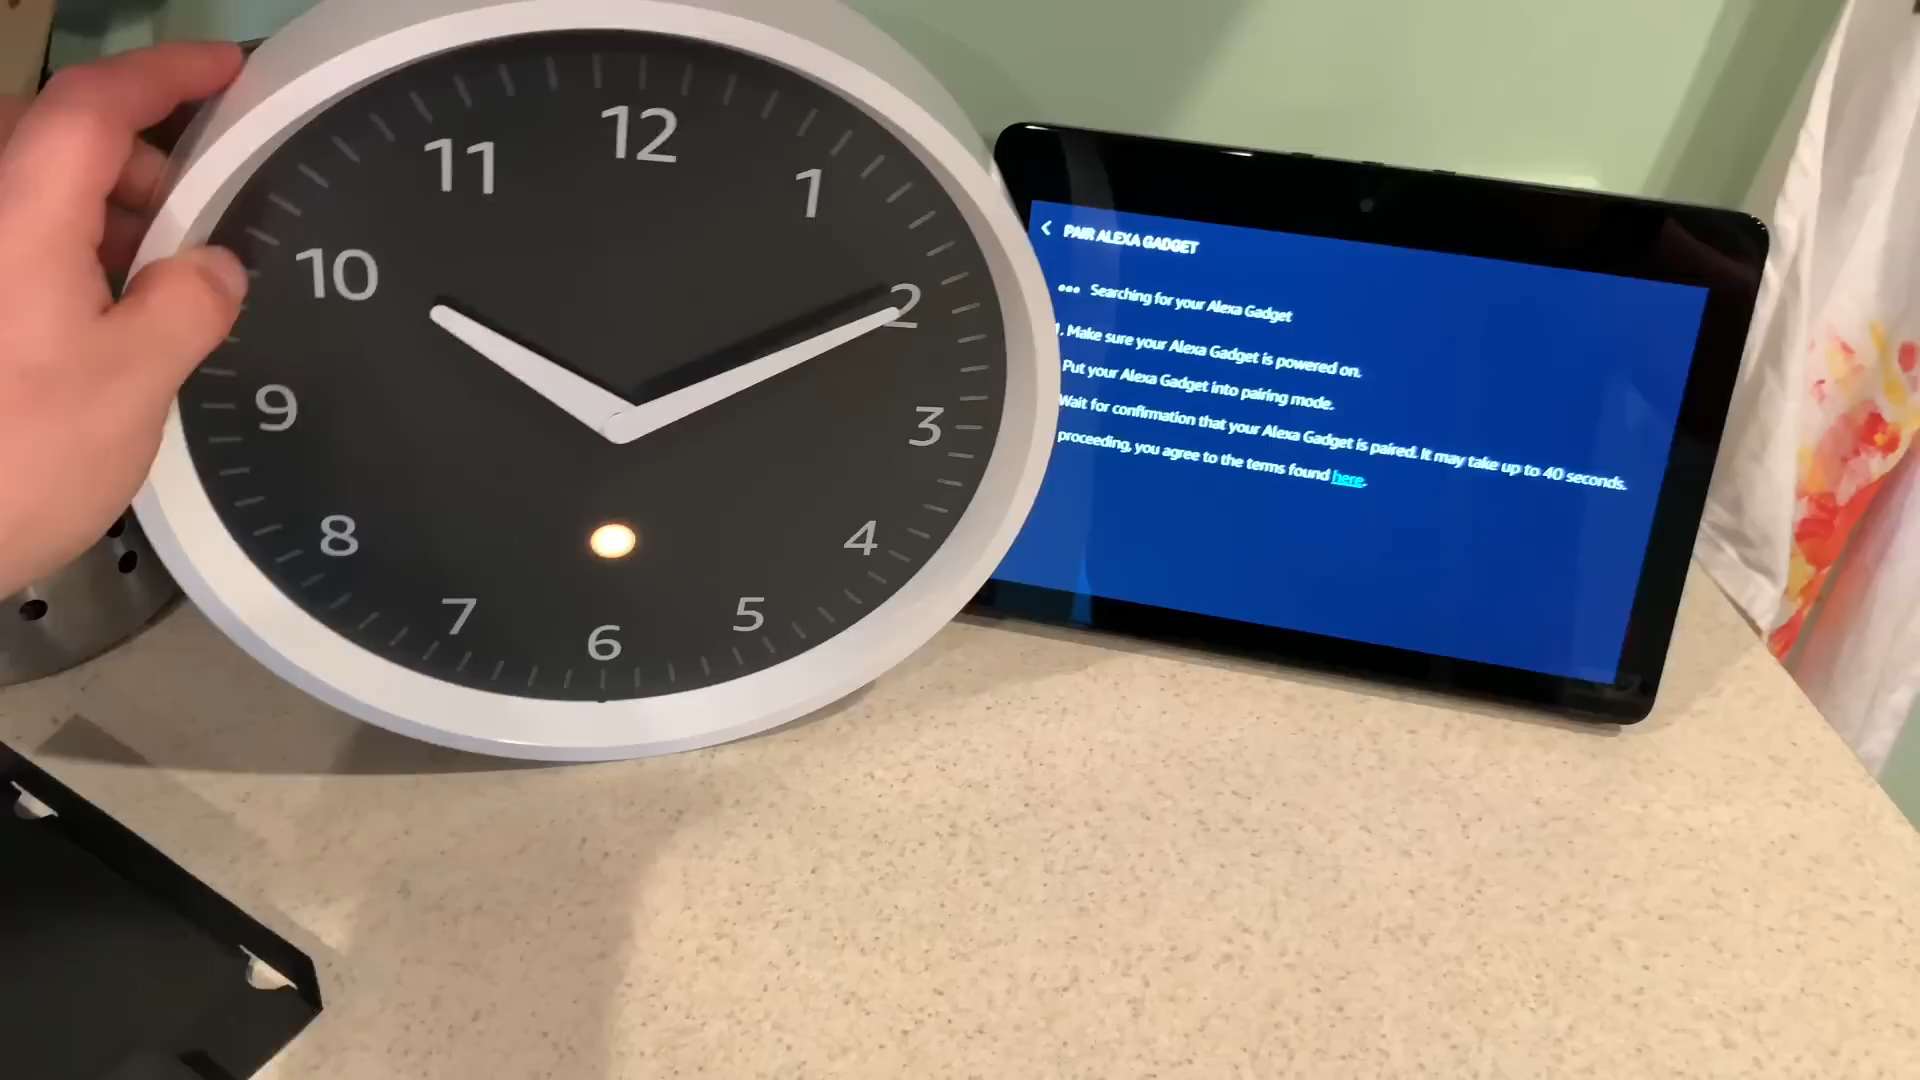 12
11
1
10
2
9
3
8
4
7
5
6
PAIR ALEXA GADGET
Searching for your Alexa Gadget
1. Make sure your Alexa Gadget is powered on.
Put your Alexa Gadget into pairing mode.
Wait for confirmation that your Alexa Gadget is paired. It may take up to 40 seconds.
proceeding, you agree to the terms found here.